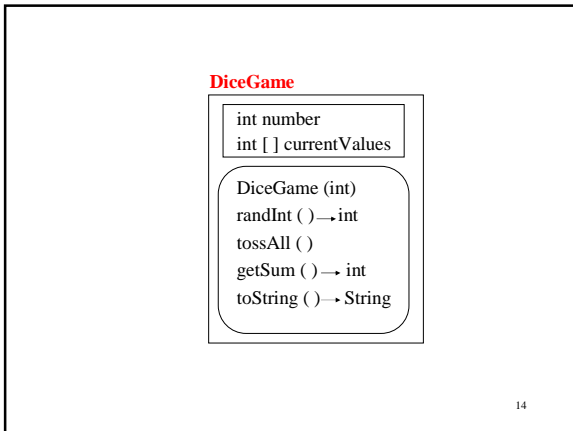 DiceGame
int number
int [ ] currentValues
DiceGame (int)
randInt ( ) → int
tossAll ( )
getSum ( ) → int
toString ( ) → String
14